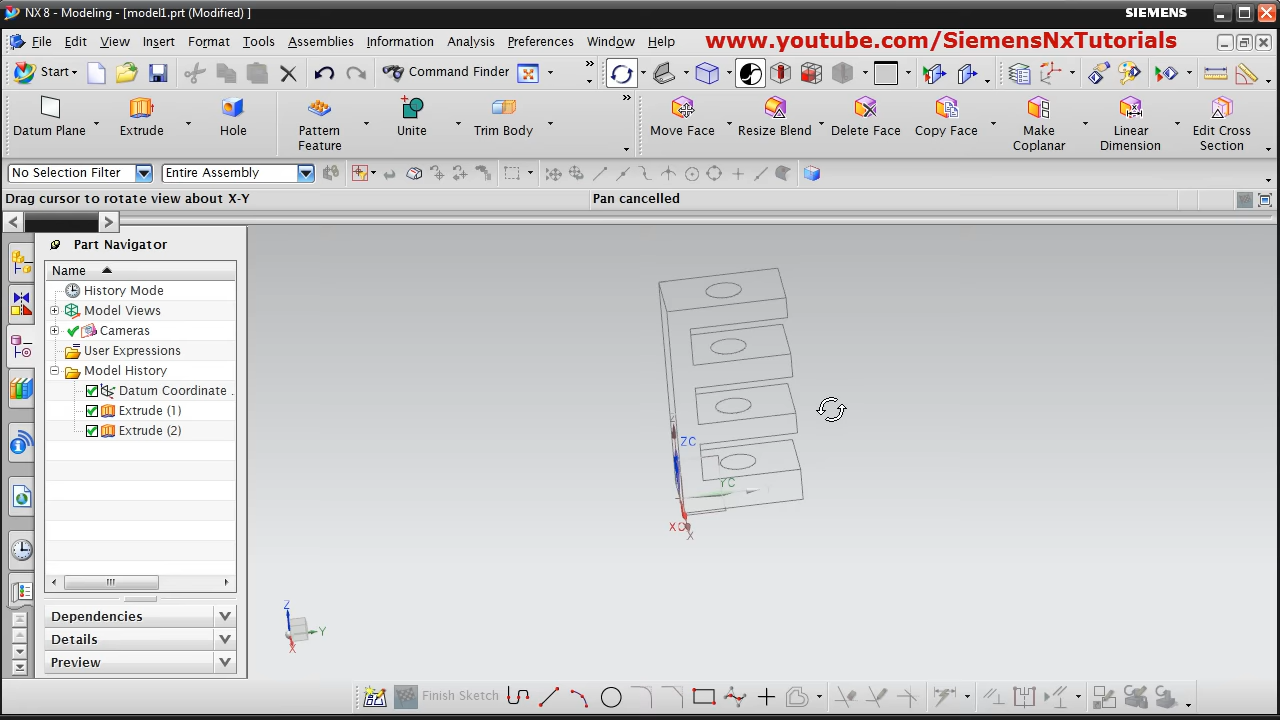 NX 8 - Modeling - [model1.prt (Modified) ]
SIEMENS
File Edit View Insert Format Tools Assemblies Information Analysis Preferences Window Help
www.youtube.com/SiemensNxTutorials
Start
Command Finder
Datum Plane
Extrude
Hole
Pattern Feature
Unite
Trim Body
Move Face
Resize Blend
Delete Face
Copy Face
Make Coplanar
Linear Dimension
Edit Cross Section
No Selection Filter
Entire Assembly
Drag cursor to rotate view about X-Y
Pan cancelled
Part Navigator
Name
History Mode
Model Views
Cameras
User Expressions
Model History
Datum Coordinate .
Extrude (1)
Extrude (2)
Dependencies
Details
Preview
ZC
YC
XC
X
Z
Y
X
Finish Sketch